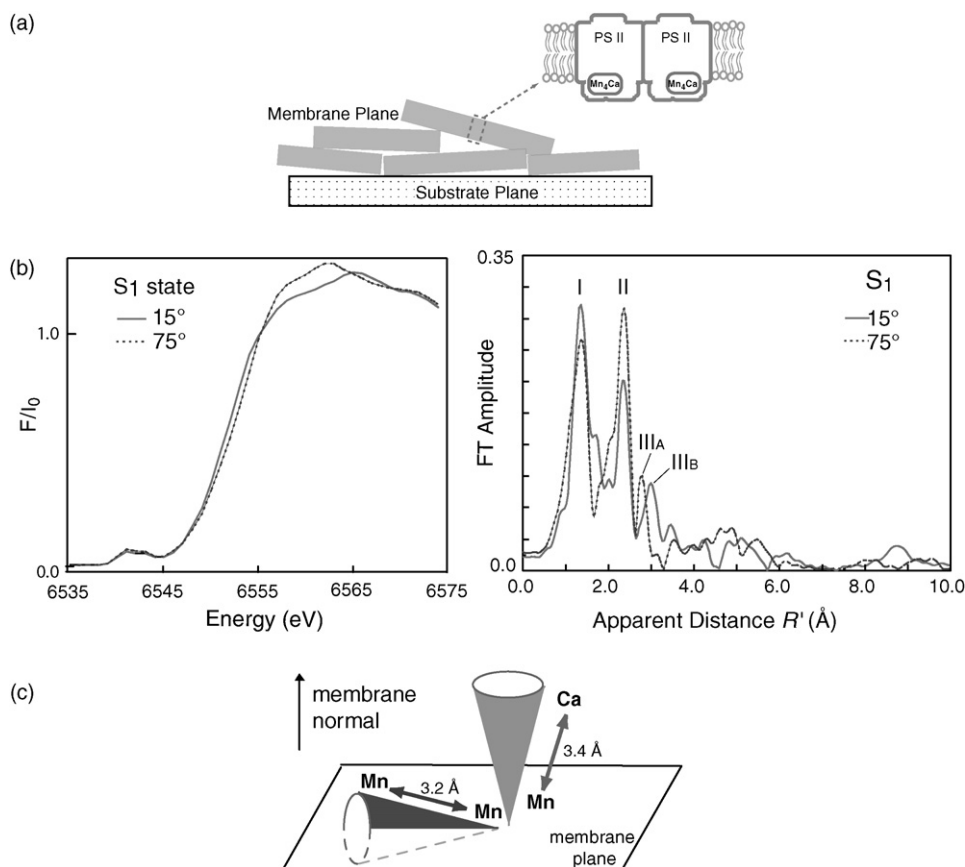 (a)
PS II PS II
Mn₄Ca Mn₄Ca
Membrane Plane
Substrate Plane
(b)
S₁ state
15°
75°
F/I₀
1.0
0.0
6535 6545 6555 6565 6575
Energy (eV)
0.35
I II
S₁
15°
75°
FT Amplitude
IIIA
IIIB
0.0
0.0 2.0 4.0 6.0 8.0 10.0
Apparent Distance R' (Å)
(c)
membrane
normal
Ca
3.4 Å
Mn
Mn
3.2 Å
Mn
membrane
plane